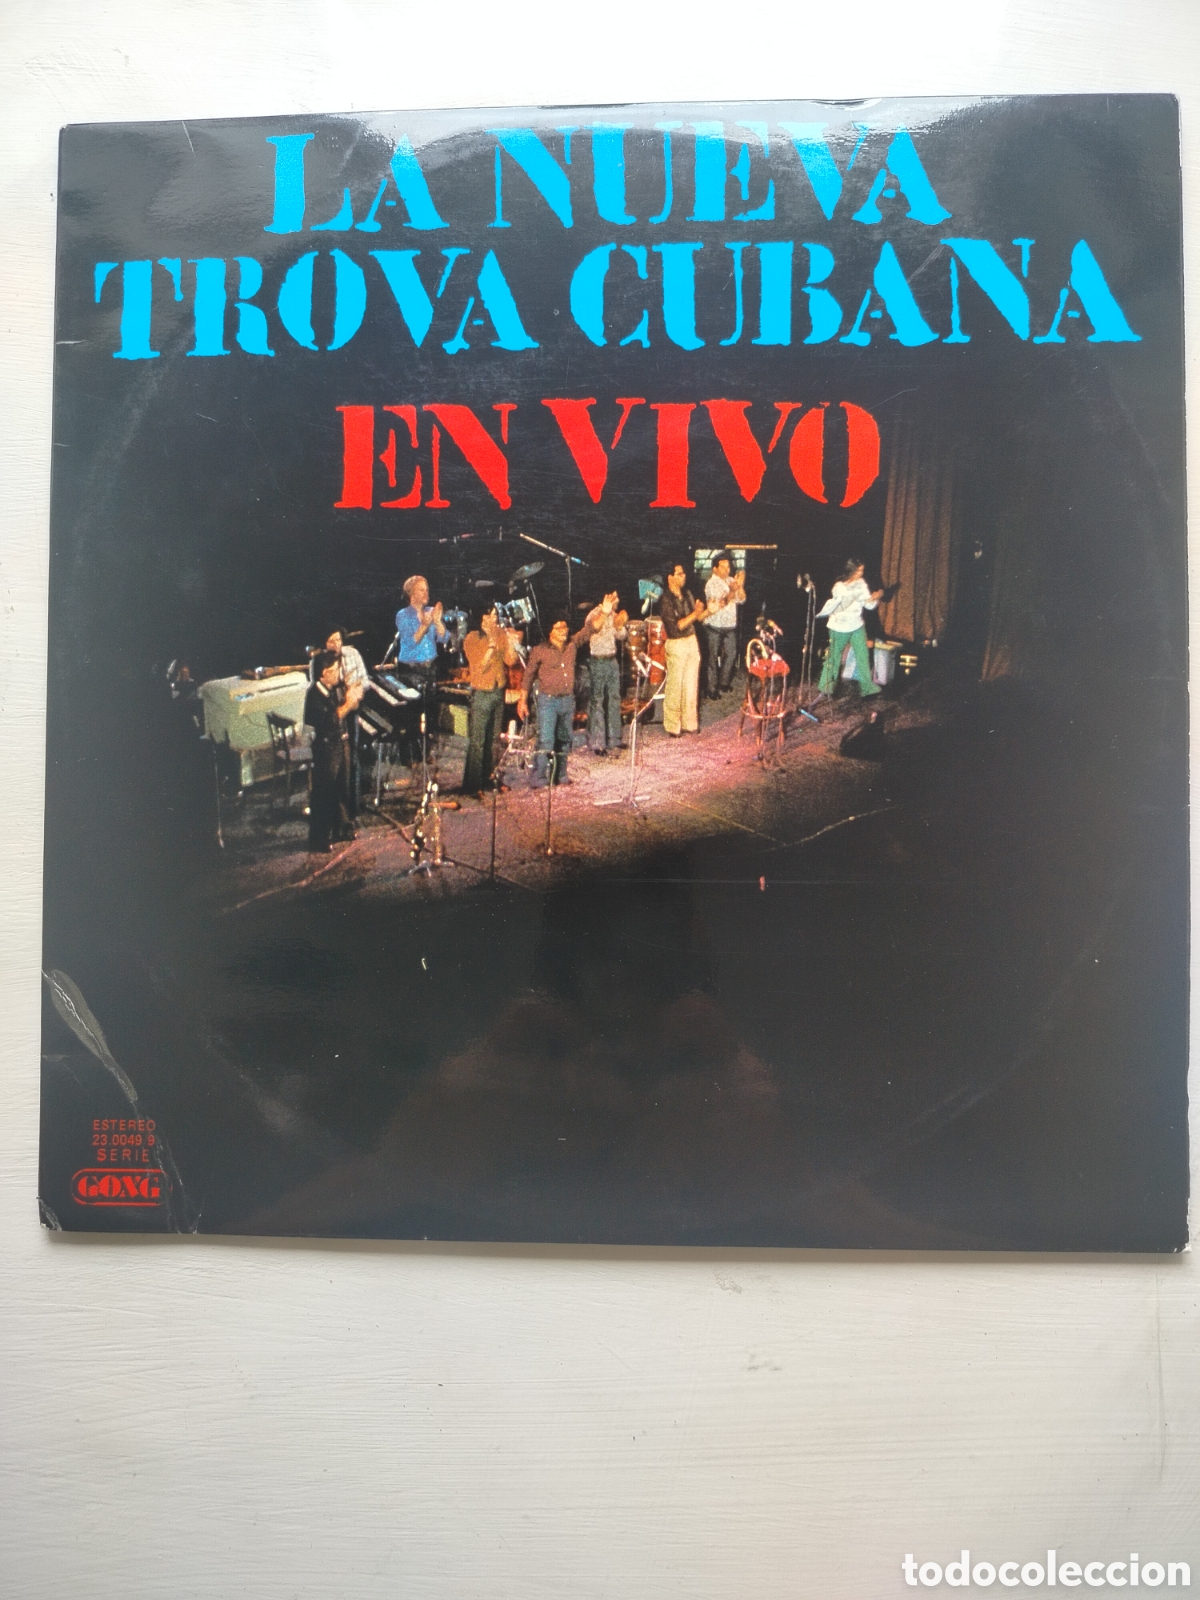 LA NUEVA
TROVA CUBANA
EN VIVO
ESTEREO
23.0049 9
SERIE
GONG
todocoleccion